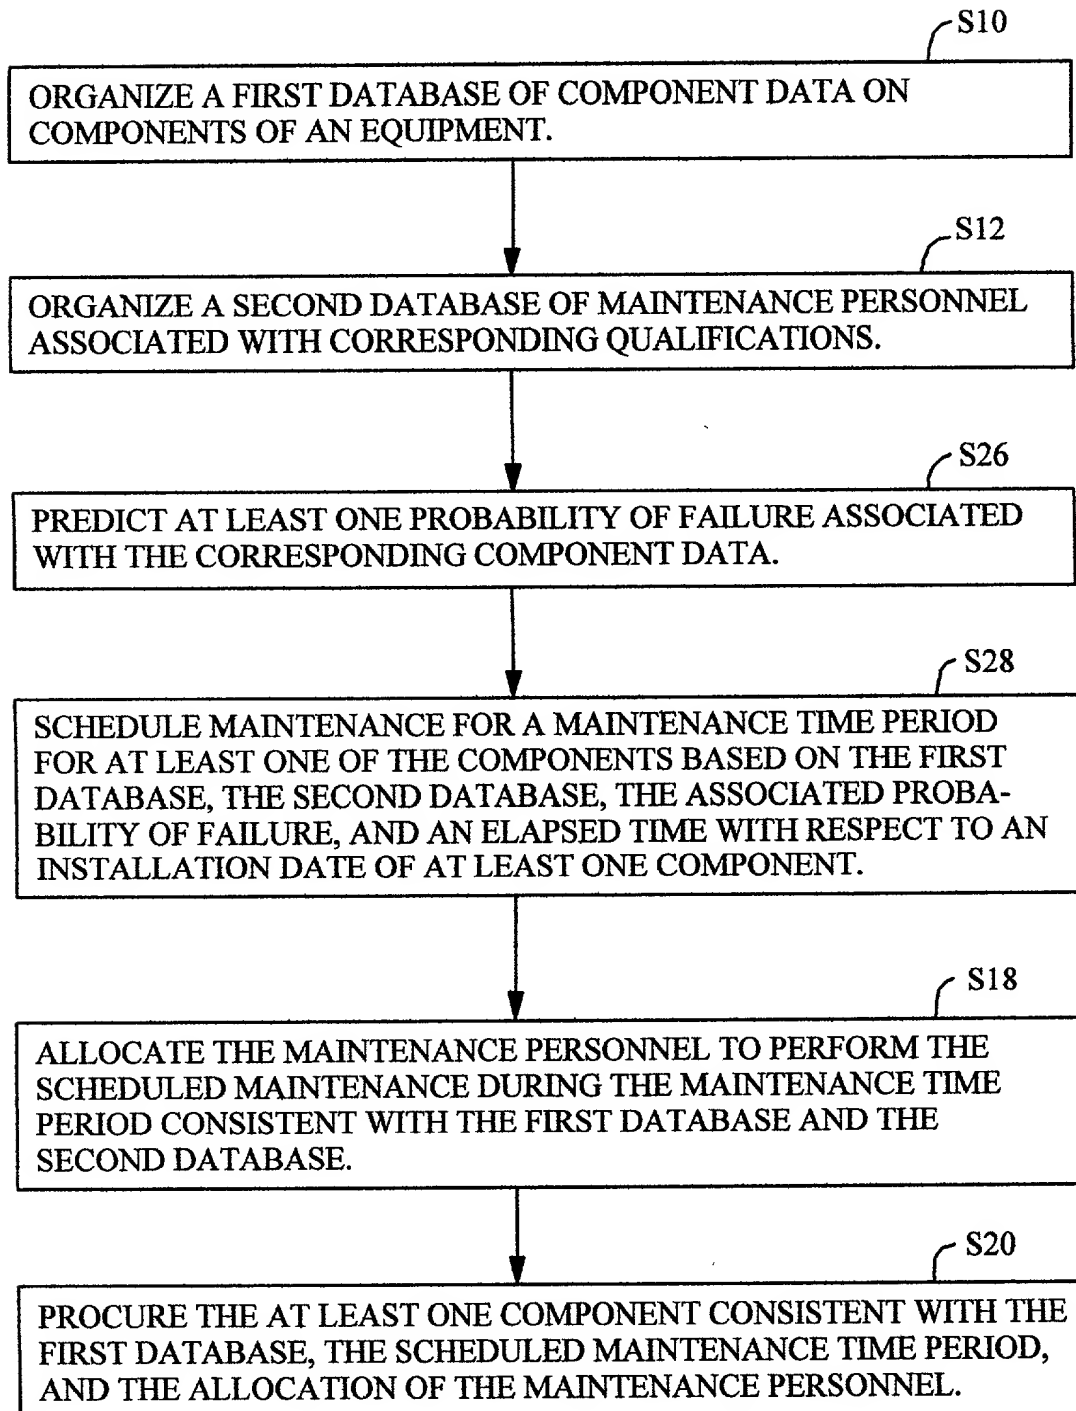 S10
ORGANIZE A FIRST DATABASE OF COMPONENT DATA ON
COMPONENTS OF AN EQUIPMENT.
S12
ORGANIZE A SECOND DATABASE OF MAINTENANCE PERSONNEL
ASSOCIATED WITH CORRESPONDING QUALIFICATIONS.
S26
PREDICT AT LEAST ONE PROBABILITY OF FAILURE ASSOCIATED
WITH THE CORRESPONDING COMPONENT DATA.
S28
SCHEDULE MAINTENANCE FOR A MAINTENANCE TIME PERIOD
FOR AT LEAST ONE OF THE COMPONENTS BASED ON THE FIRST
DATABASE, THE SECOND DATABASE, THE ASSOCIATED PROBA-
BILITY OF FAILURE, AND AN ELAPSED TIME WITH RESPECT TO AN
INSTALLATION DATE OF AT LEAST ONE COMPONENT.
S18
ALLOCATE THE MAINTENANCE PERSONNEL TO PERFORM THE
SCHEDULED MAINTENANCE DURING THE MAINTENANCE TIME
PERIOD CONSISTENT WITH THE FIRST DATABASE AND THE
SECOND DATABASE.
S20
PROCURE THE AT LEAST ONE COMPONENT CONSISTENT WITH THE
FIRST DATABASE, THE SCHEDULED MAINTENANCE TIME PERIOD,
AND THE ALLOCATION OF THE MAINTENANCE PERSONNEL.